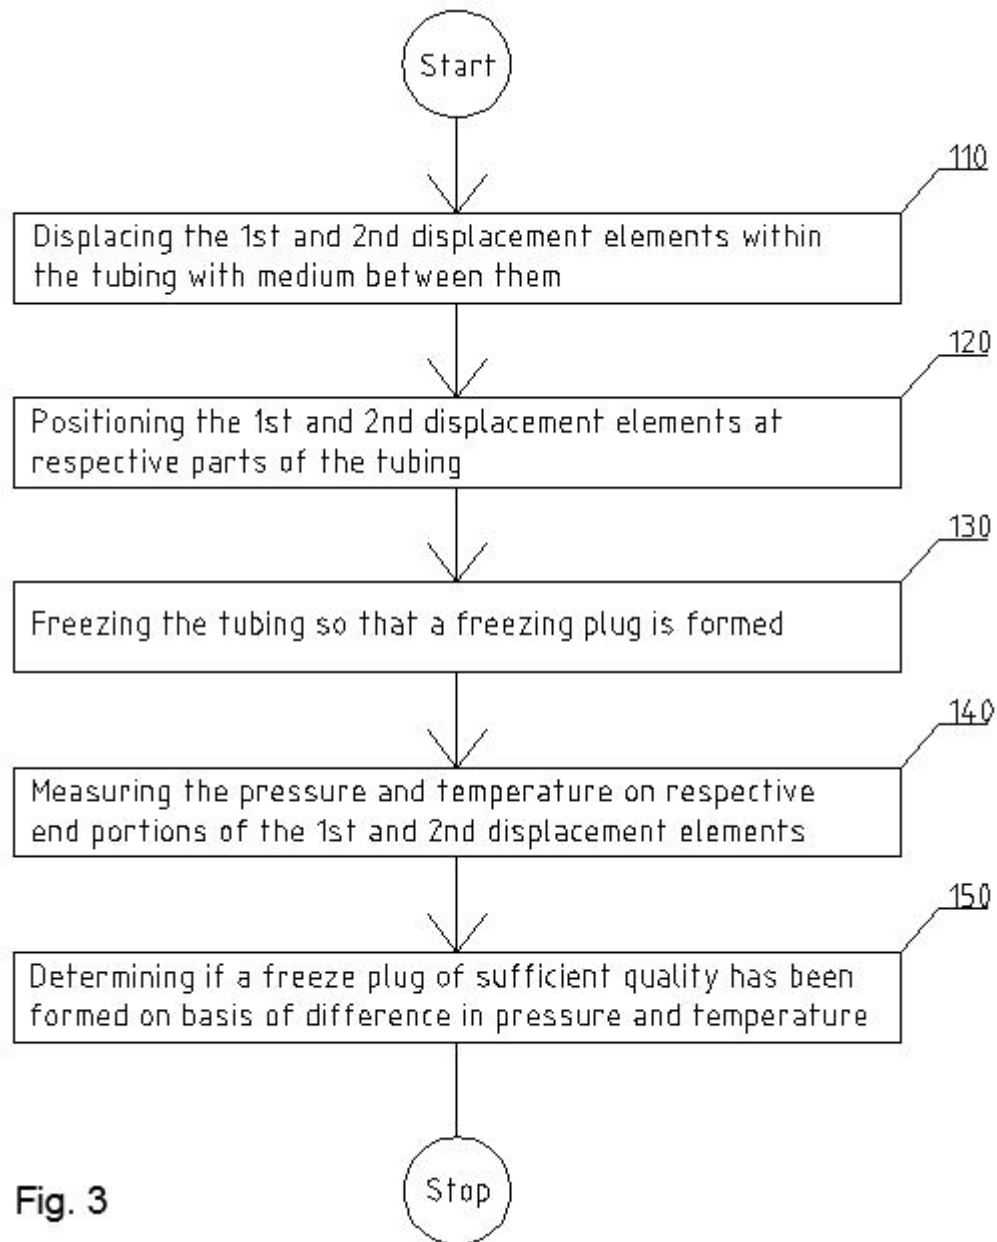 Start
110
Displacing the 1st and 2nd displacement elements within
the tubing with medium between them
120
Positioning the 1st and 2nd displacement elements at
respective parts of the tubing
130
Freezing the tubing so that a freezing plug is formed
140
Measuring the pressure and temperature on respective
end portions of the 1st and 2nd displacement elements
150
Determining if a freeze plug of sufficient quality has been
formed on basis of difference in pressure and temperature
Stop
Fig. 3